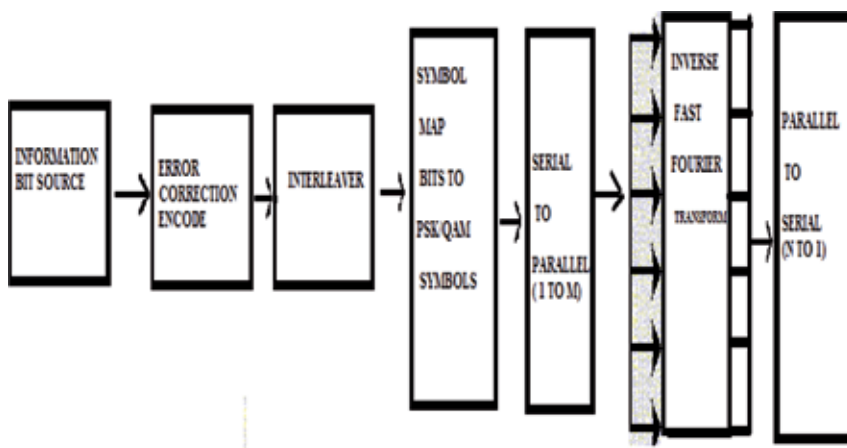 INFORMATION
BIT SOURCE
ERROR
CORRECTION
ENCODE
INTERLEAVER
SYMBOL
MAP
BITS TO
PSK/QAM
SYMBOLS
SERIAL
TO
PARALLEL
( 1 TO M)
INVERSE
FAST
FOURIER
TRANSFORM
PARALLEL
TO
SERIAL
(N TO 1)